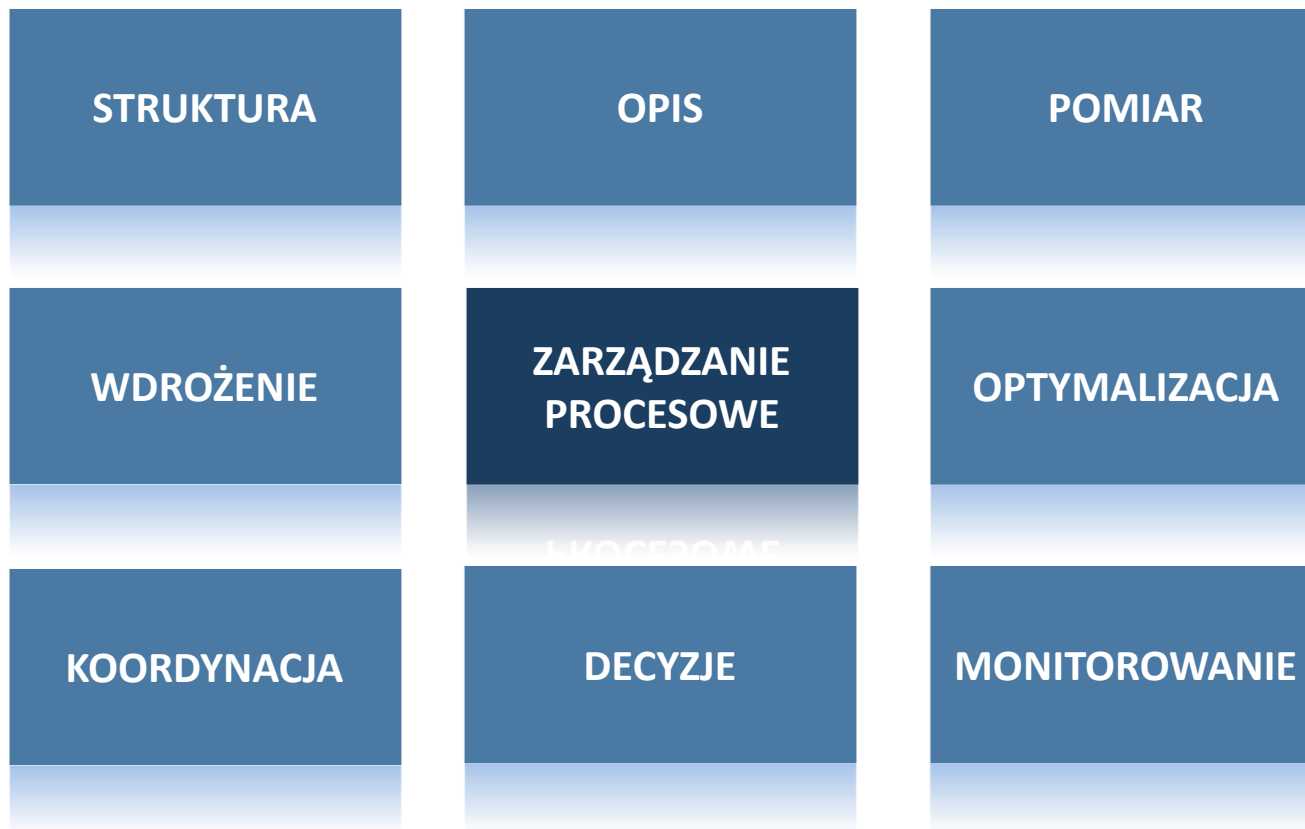 STRUKTURA
OPIS
POMIAR
WDROŻENIE
ZARZĄDZANIE
PROCESOWE
OPTYMALIZACJA
KOORDYNACJA
DECYZJE
MONITOROWANIE